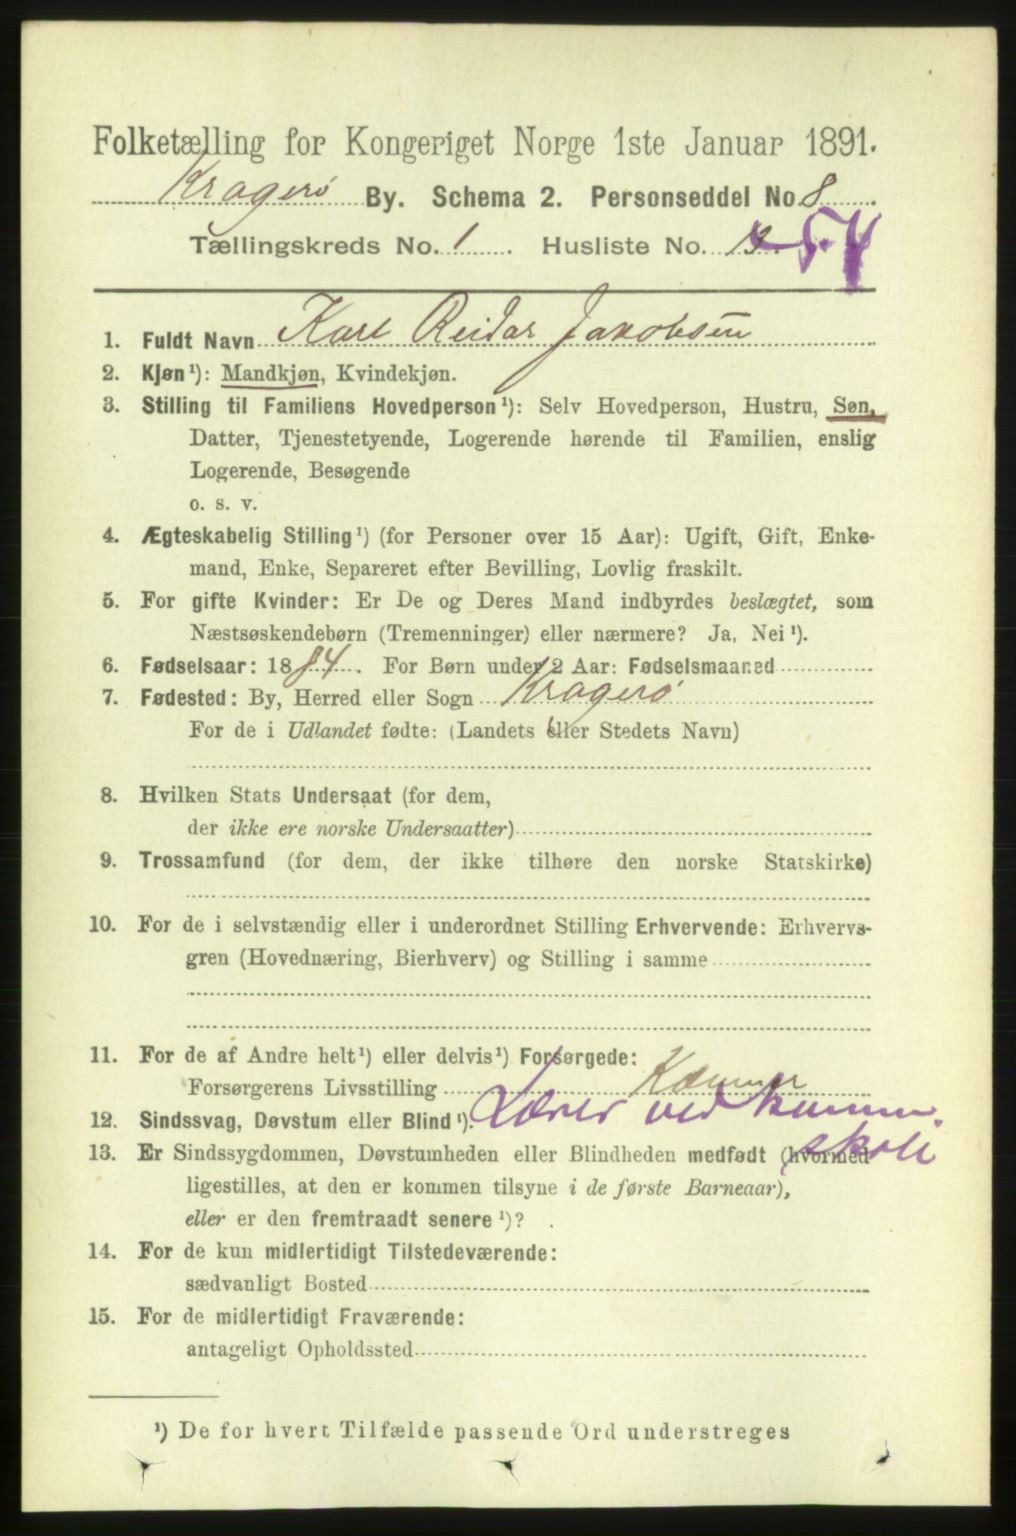 Folketælling for Kongeriget Norge 1ste Januar 1891.
Kragerø By. Schema 2. Personseddel No. 8
Tællingskreds No. 1. Husliste No. 54
1. Fuldt Navn Karl Reidar Jakobsen
2. Kjøn¹): Mandkjøn, Kvindekjøn.
3. Stilling til Familiens Hovedperson¹): Selv Hovedperson, Hustru, Søn,
Datter, Tjenestetyende, Logerende hørende til Familien, enslig
Logerende, Besøgende
o. s. v.
4. Ægteskabelig Stilling¹) (for Personer over 15 Aar): Ugift, Gift, Enke-
mand, Enke, Separeret efter Bevilling, Lovlig fraskilt.
5. For gifte Kvinder: Er De og Deres Mand indbyrdes beslægtet, som
Næstsøskendebørn (Tremenninger) eller nærmere? Ja, Nei¹).
6. Fødselsaar: 1884. For Børn under 2 Aar: Fødselsmaaned
7. Fødested: By, Herred eller Sogn Kragerø
For de i Udlandet fødte: (Landets eller Stedets Navn)
8. Hvilken Stats Undersaat (for dem,
der ikke ere norske Undersaatter)
9. Trossamfund (for dem, der ikke tilhøre den norske Statskirke)
10. For de i selvstændig eller i underordnet Stilling Erhvervende: Erhvervs-
gren (Hovednæring, Bierhverv) og Stilling i samme
11. For de af Andre helt¹) eller delvis¹) Forsørgede:
Forsørgerens Livsstilling Kæmner
Lærer ved kommu
12. Sindssvag, Døvstum eller Blind¹).
skole
13. Er Sindssygdommen, Døvstumheden eller Blindheden medfødt (hvormed
ligestilles, at den er kommen tilsyne i de første Barneaar),
eller er den fremtraadt senere¹)?
14. For de kun midlertidigt Tilstedeværende:
sædvanligt Bosted
15. For de midlertidigt Fraværende:
antageligt Opholdssted
¹) De for hvert Tilfælde passende Ord understreges